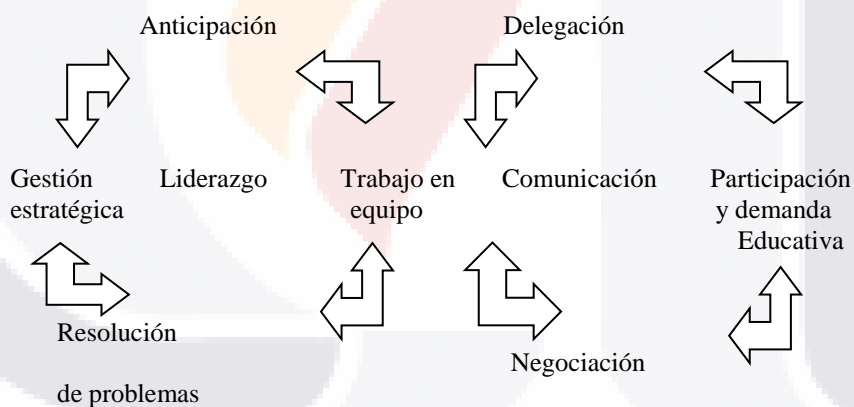 Anticipación Delegación
Gestión Liderazgo Trabajo en Comunicación Participación
estratégica equipo y demanda
Educativa
Resolución
Negociación
de problemas